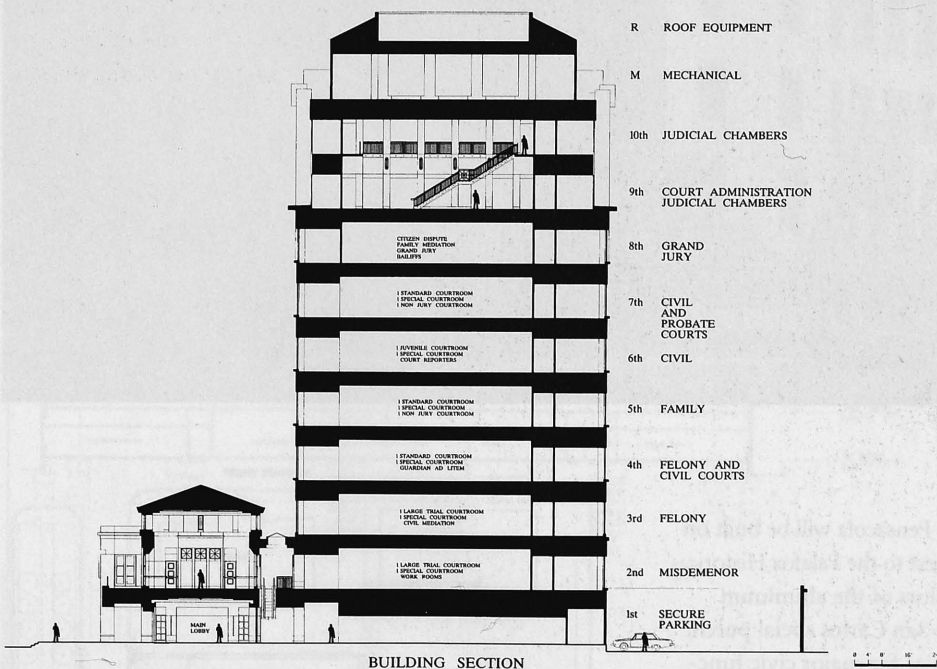 R ROOF EQUIPMENT
M MECHANICAL
10th JUDICIAL CHAMBERS
9th COURT ADMINISTRATION
JUDICIAL CHAMBERS
CITIZEN DISPUTE
FAMILY MEDIATION
GRAND JURY
BAILIFFS
8th GRAND
JURY
1 STANDARD COURTROOM
1 SPECIAL COURTROOM
1 NON JURY COURTROOM
7th CIVIL
AND
PROBATE
COURTS
1 JUVENILE COURTROOM
1 SPECIAL COURTROOM
COURT REPORTERS
6th CIVIL
1 STANDARD COURTROOM
1 SPECIAL COURTROOM
1 NON JURY COURTROOM
5th FAMILY
1 STANDARD COURTROOM
1 SPECIAL COURTROOM
GUARDIAN AD LITEM
4th FELONY AND
CIVIL COURTS
1 LARGE TRIAL COURTROOM
1 SPECIAL COURTROOM
CIVIL MEDIATION
3rd FELONY
1 LARGE TRIAL COURTROOM
1 SPECIAL COURTROOM
WORK ROOMS
2nd MISDEMENOR
MAIN
LOBBY
1st SECURE
PARKING
0 4' 8' 16'
BUILDING SECTION